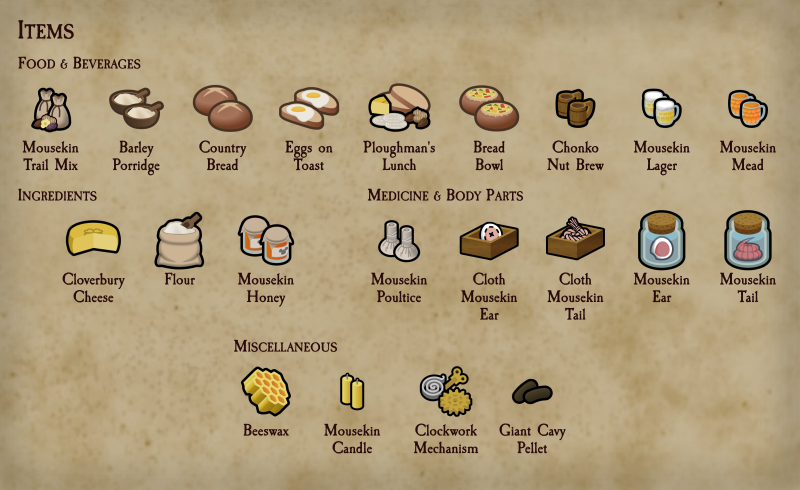 Items
Food & Beverages
Mousekin Trail Mix
Barley Porridge
Country Bread
Eggs on Toast
Ploughman's Lunch
Bread Bowl
Chonko Nut Brew
Mousekin Lager
Mousekin Mead
Ingredients
Cloverbury Cheese
Flour
Mousekin Honey
Medicine & Body Parts
Mousekin Poultice
Cloth Mousekin Ear
Cloth Mousekin Tail
Mousekin Ear
Mousekin Tail
Miscellaneous
Beeswax
Mousekin Candle
Clockwork Mechanism
Giant Cavy Pellet